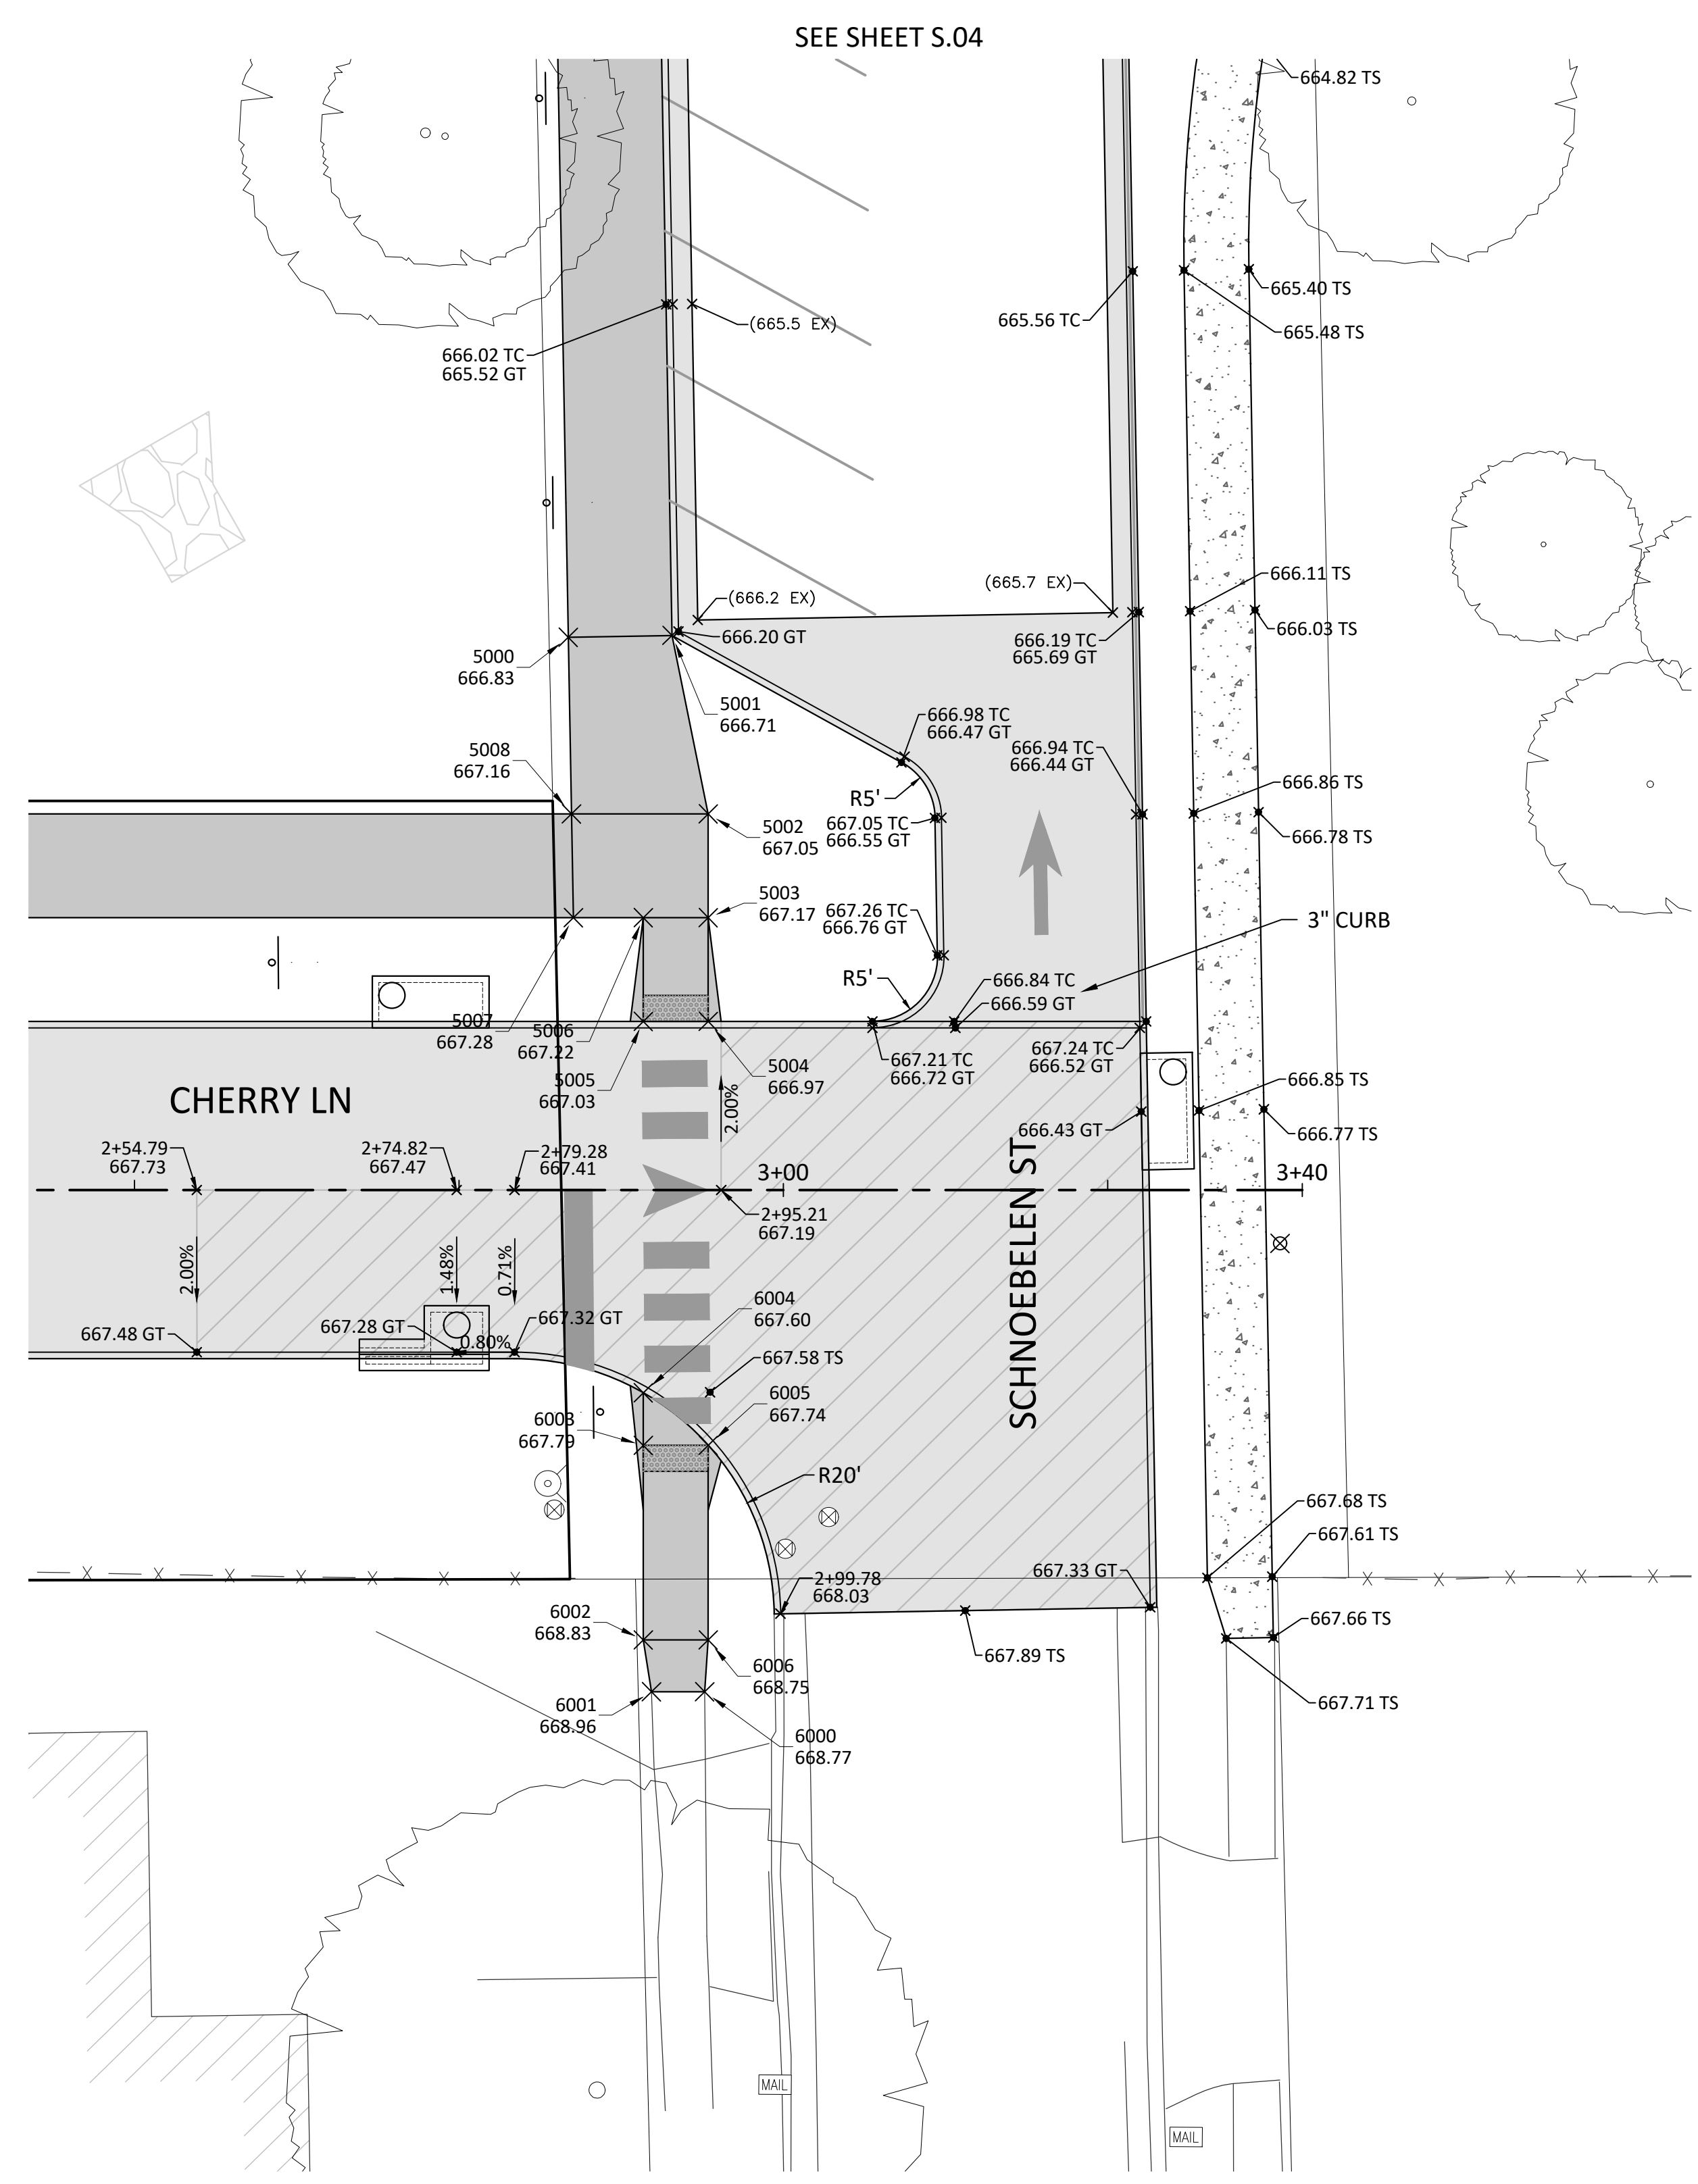 SEE SHEET S.04
664.82 TS
665.40 TS
(665.5 EX)
665.56 TC
665.48 TS
666.02 TC
665.52 GT
666.11 TS
(665.7 EX)
(666.2 EX)
666.03 TS
666.20 GT
666.19 TC
665.69 GT
5000
666.83
5001
666.71
666.98 TC
666.47 GT
666.94 TC
666.44 GT
5008
667.16
666.86 TS
R5'
5002
667.05
667.05 TC
666.55 GT
666.78 TS
5003
667.17
667.26 TC
666.76 GT
3" CURB
R5'
666.84 TC
666.59 GT
5007
667.28
5006
667.22
667.24 TC
666.52 GT
667.21 TC
666.72 GT
5004
666.97
5005
667.03
666.85 TS
CHERRY LN
2.00%
666.43 GT
666.77 TS
2+54.79
667.73
2+74.82
667.47
2+79.28
667.41
3+00
3+40
2+95.21
667.19
SCHNOEBELEN ST
2.00%
1.48%
0.71%
6004
667.60
667.48 GT
667.28 GT
667.32 GT
0.80%
667.58 TS
6005
667.74
6003
667.79
R20'
667.68 TS
667.61 TS
667.33 GT
2+99.78
668.03
6002
668.83
667.66 TS
667.89 TS
6006
668.75
6001
668.96
667.71 TS
6000
668.77
MAIL
MAIL